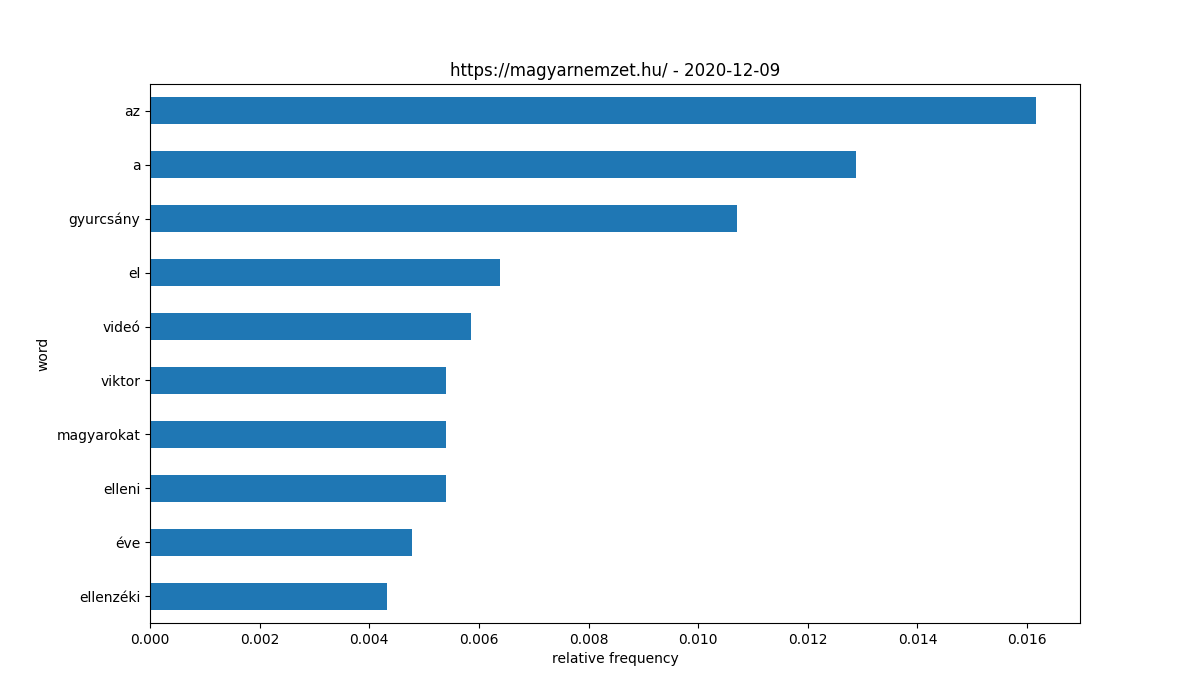 https://magyarnemzet.hu/ - 2020-12-09
az
a
gyurcsány
el
videó
viktor
magyarokat
elleni
éve
ellenzéki
word
0.000 0.002 0.004 0.006 0.008 0.010 0.012 0.014 0.016
relative frequency